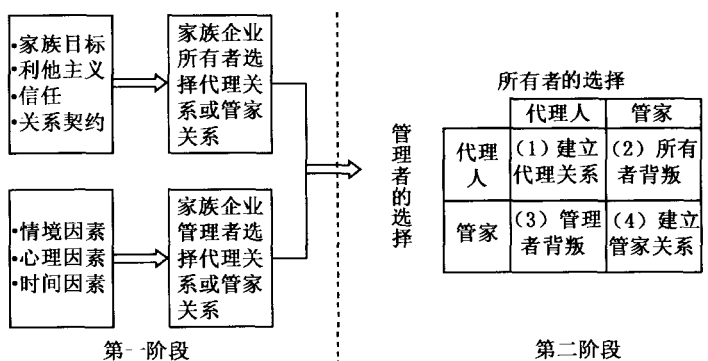 •家族目标
•利他主义
•信任
•关系契约
家族企业
所有者选
择代理关
系或管家
关系
•情境因素
•心理因素
•时间因素
家族企业
管理者选
择代理关
系或管家
关系
第一阶段
所有者的选择
管理者的选择
代理人
管家
代理
人
(1)建立
代理关系
(2)所有
者背叛
管家
(3)管理
者背叛
(4)建立
管家关系
第二阶段